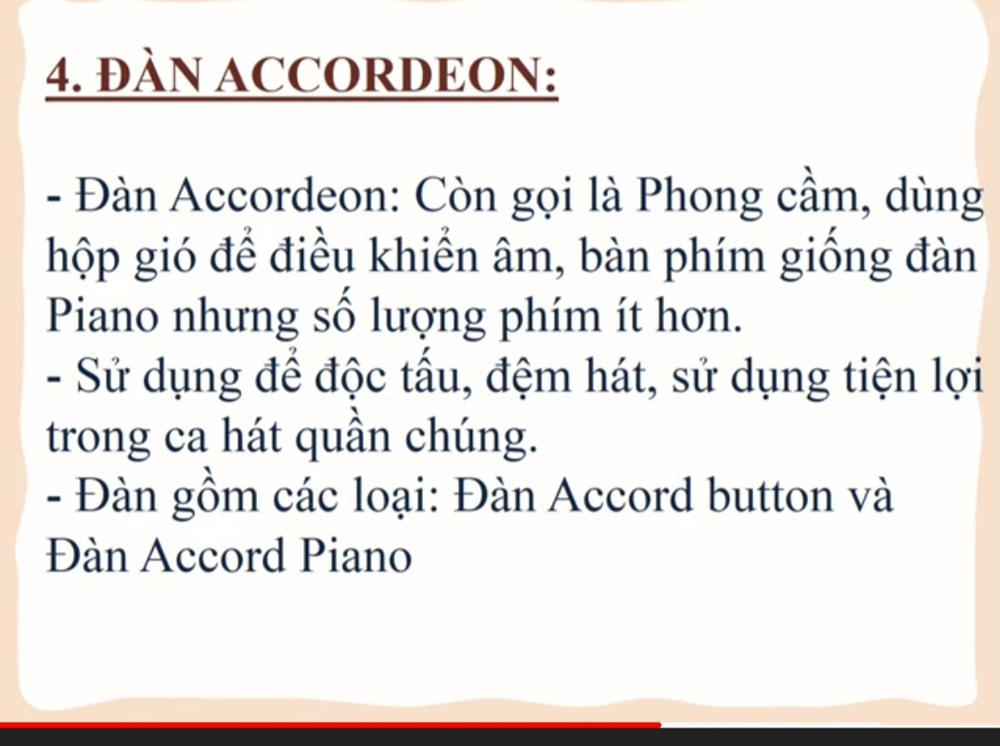 4. ĐÀN ACCORDEON:
- Đàn Accordeon: Còn gọi là Phong cầm, dùng
hộp gió để điều khiển âm, bàn phím giống đàn
Piano nhưng số lượng phím ít hơn.
- Sử dụng để độc tấu, đệm hát, sử dụng tiện lợi
trong ca hát quần chúng.
- Đàn gồm các loại: Đàn Accord button và
Đàn Accord Piano